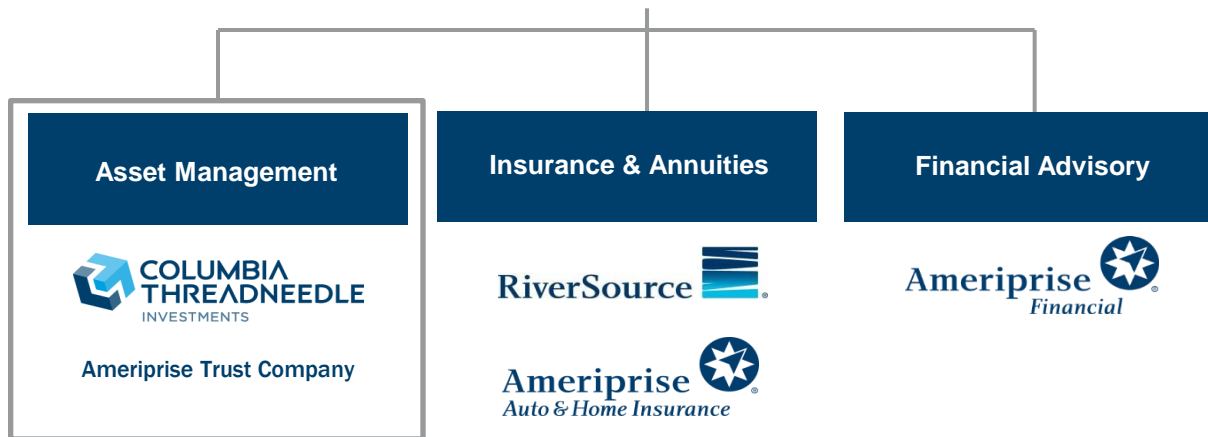 Asset Management
COLUMBIA
THREADNEEDLE
INVESTMENTS
Ameriprise Trust Company
Insurance & Annuities
RiverSource ®
Ameriprise ®
Auto & Home Insurance
Financial Advisory
Ameriprise ®
Financial